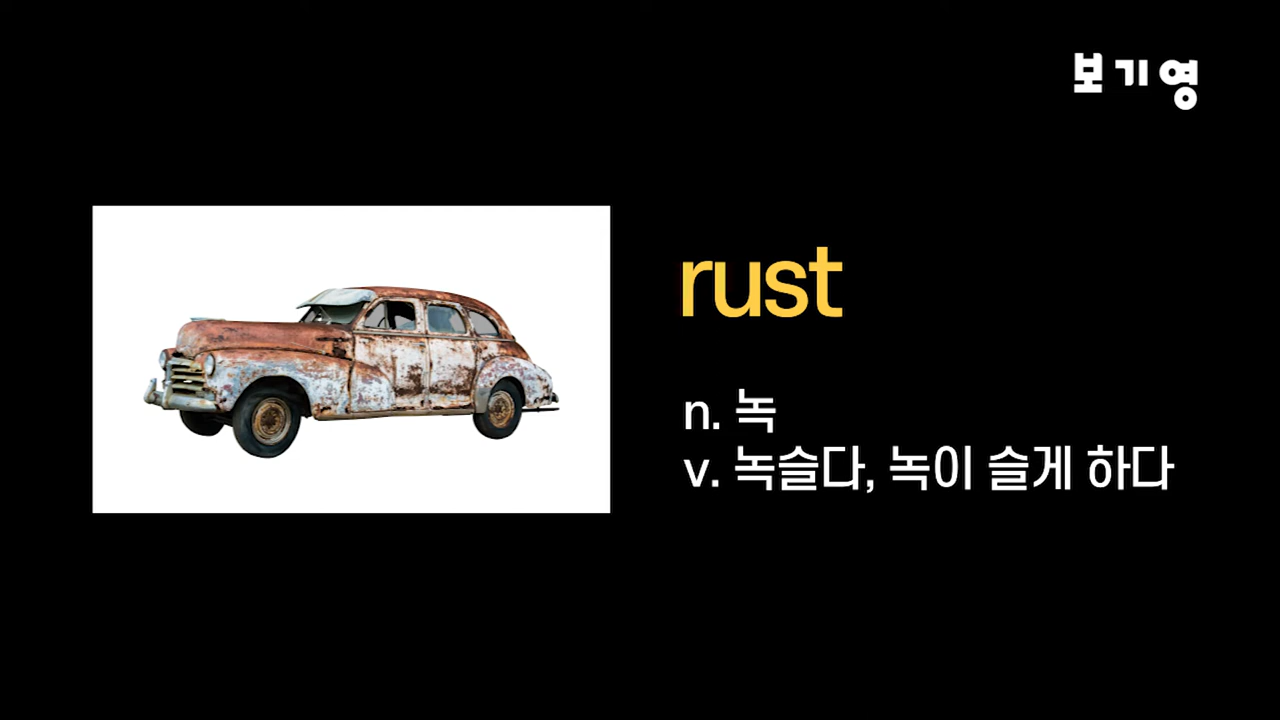 보기영
rust
n. 녹
v. 녹슬다, 녹이 슬게 하다